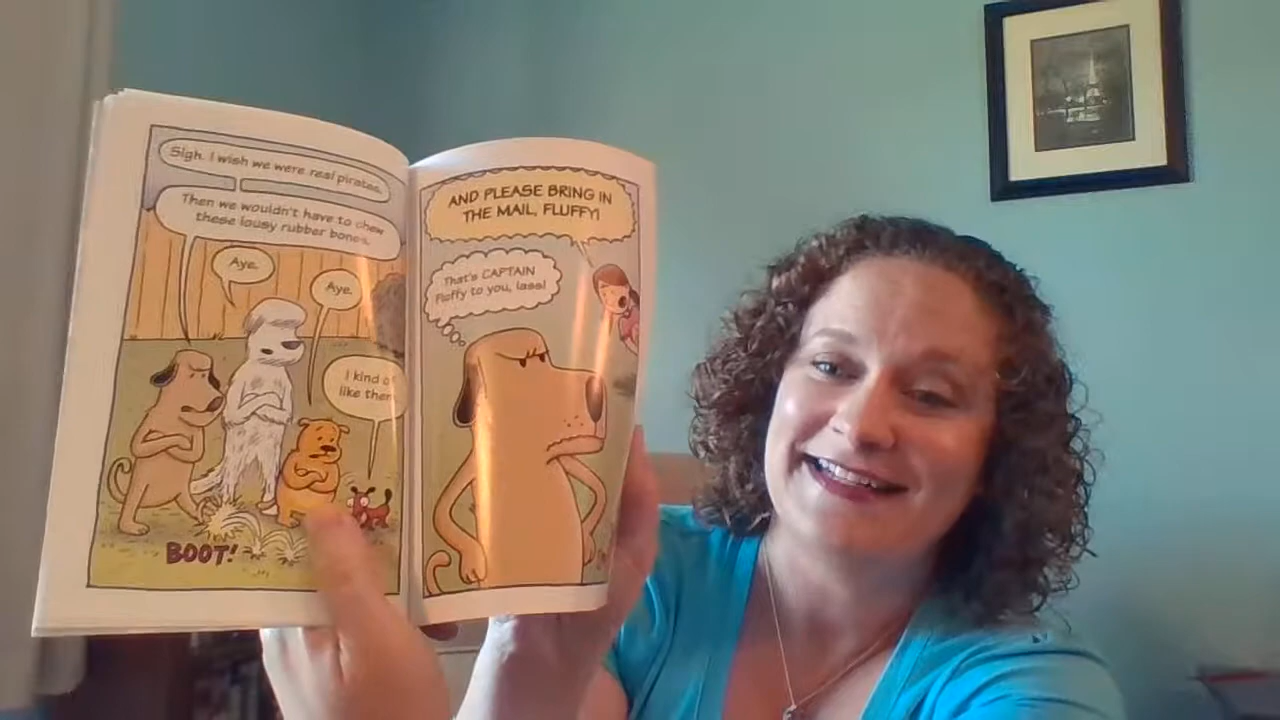 Sigh. I wish we were real pirates.
Then we wouldn't have to chew
these lousy rubber bones.
Aye.
Aye.
I kind of
like them
BOOT!
AND PLEASE BRING IN
THE MAIL, FLUFFY!
That's CAPTAIN
Fluffy to you, lass!